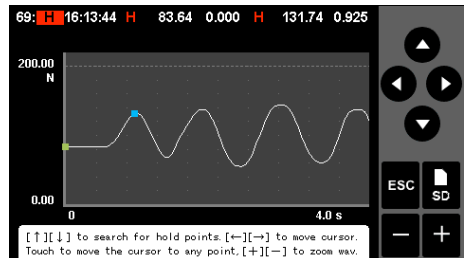 69: H 16:13:44 H 83.64 0.000 H 131.74 0.925
200.00
N
0.00
0 4.0 s
ESC SD
[↑][↓] to search for hold points. [←][→] to move cursor.
Touch to move the cursor to any point, [+][−] to zoom wav.
− +